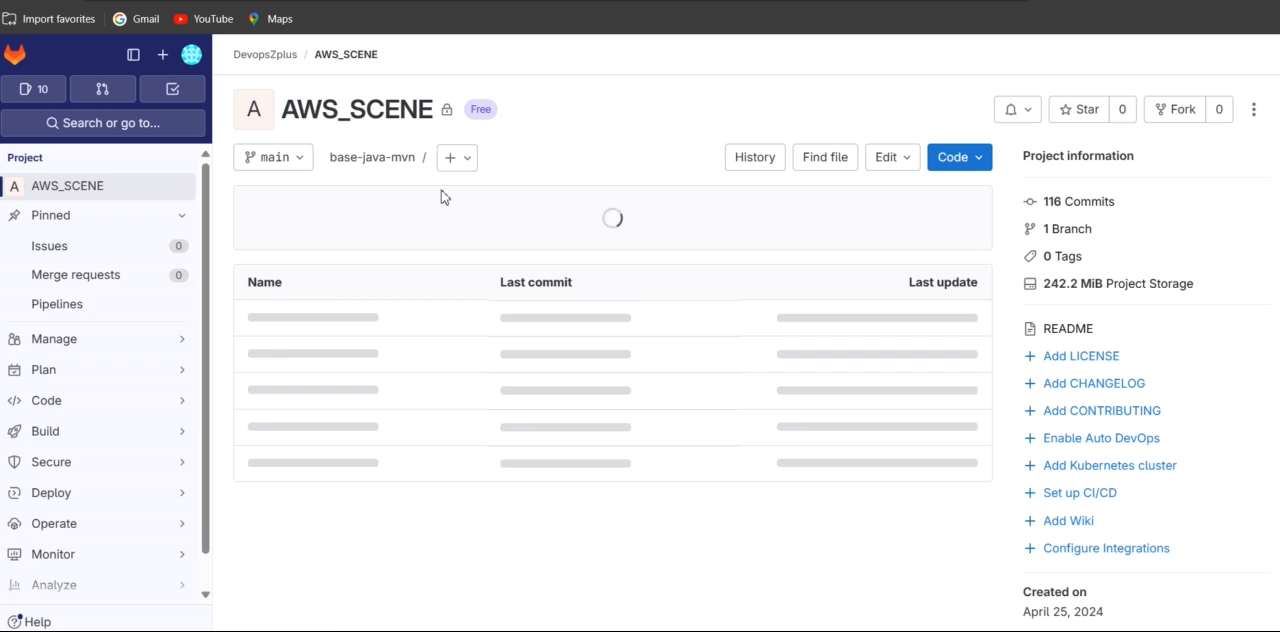 Import favorites Gmail YouTube Maps
DevopsZplus / AWS_SCENE
10
Search or go to...
A AWS_SCENE Free
Star 0 Fork 0
main base-java-mvn / + History Find file Edit Code
Project
A AWS_SCENE
Pinned
Issues 0
Merge requests 0
Pipelines
Manage
Plan
Code
Build
Secure
Deploy
Operate
Monitor
Analyze
Help
Name Last commit Last update
Project information
116 Commits
1 Branch
0 Tags
242.2 MiB Project Storage
README
+ Add LICENSE
+ Add CHANGELOG
+ Add CONTRIBUTING
+ Enable Auto DevOps
+ Add Kubernetes cluster
+ Set up CI/CD
+ Add Wiki
+ Configure Integrations
Created on
April 25, 2024